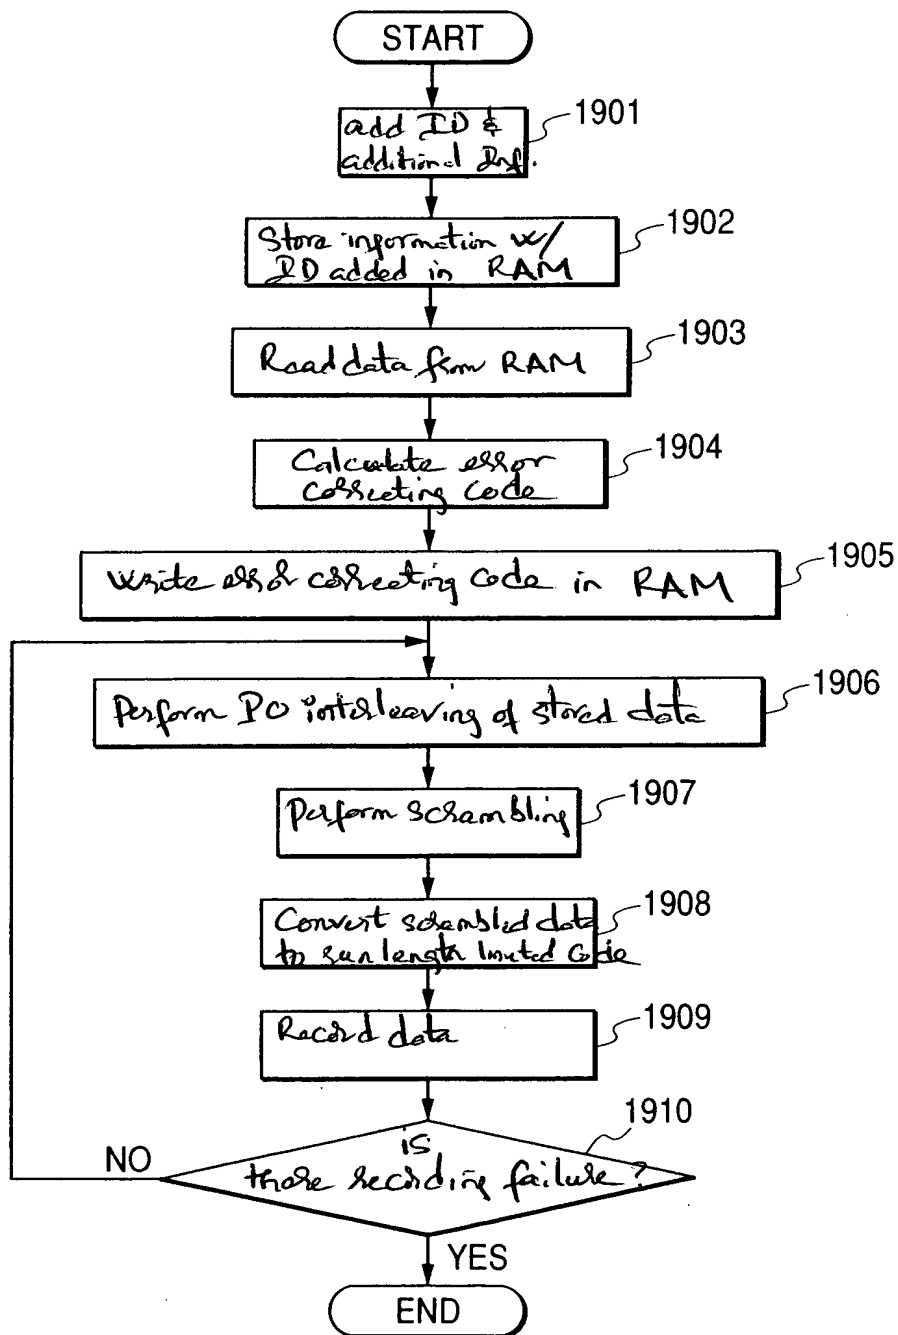 START
add ID &
additional Inf.
1901
Store information w/
ID added in RAM
1902
Read data from RAM
1903
Calculate error
correcting code
1904
Write error correcting code in RAM
1905
Perform PO interleaving of stored data
1906
Perform scrambling
1907
Convert scrambled data
to run length limited Code
1908
Record data
1909
is
there recording failure?
1910
NO
YES
END